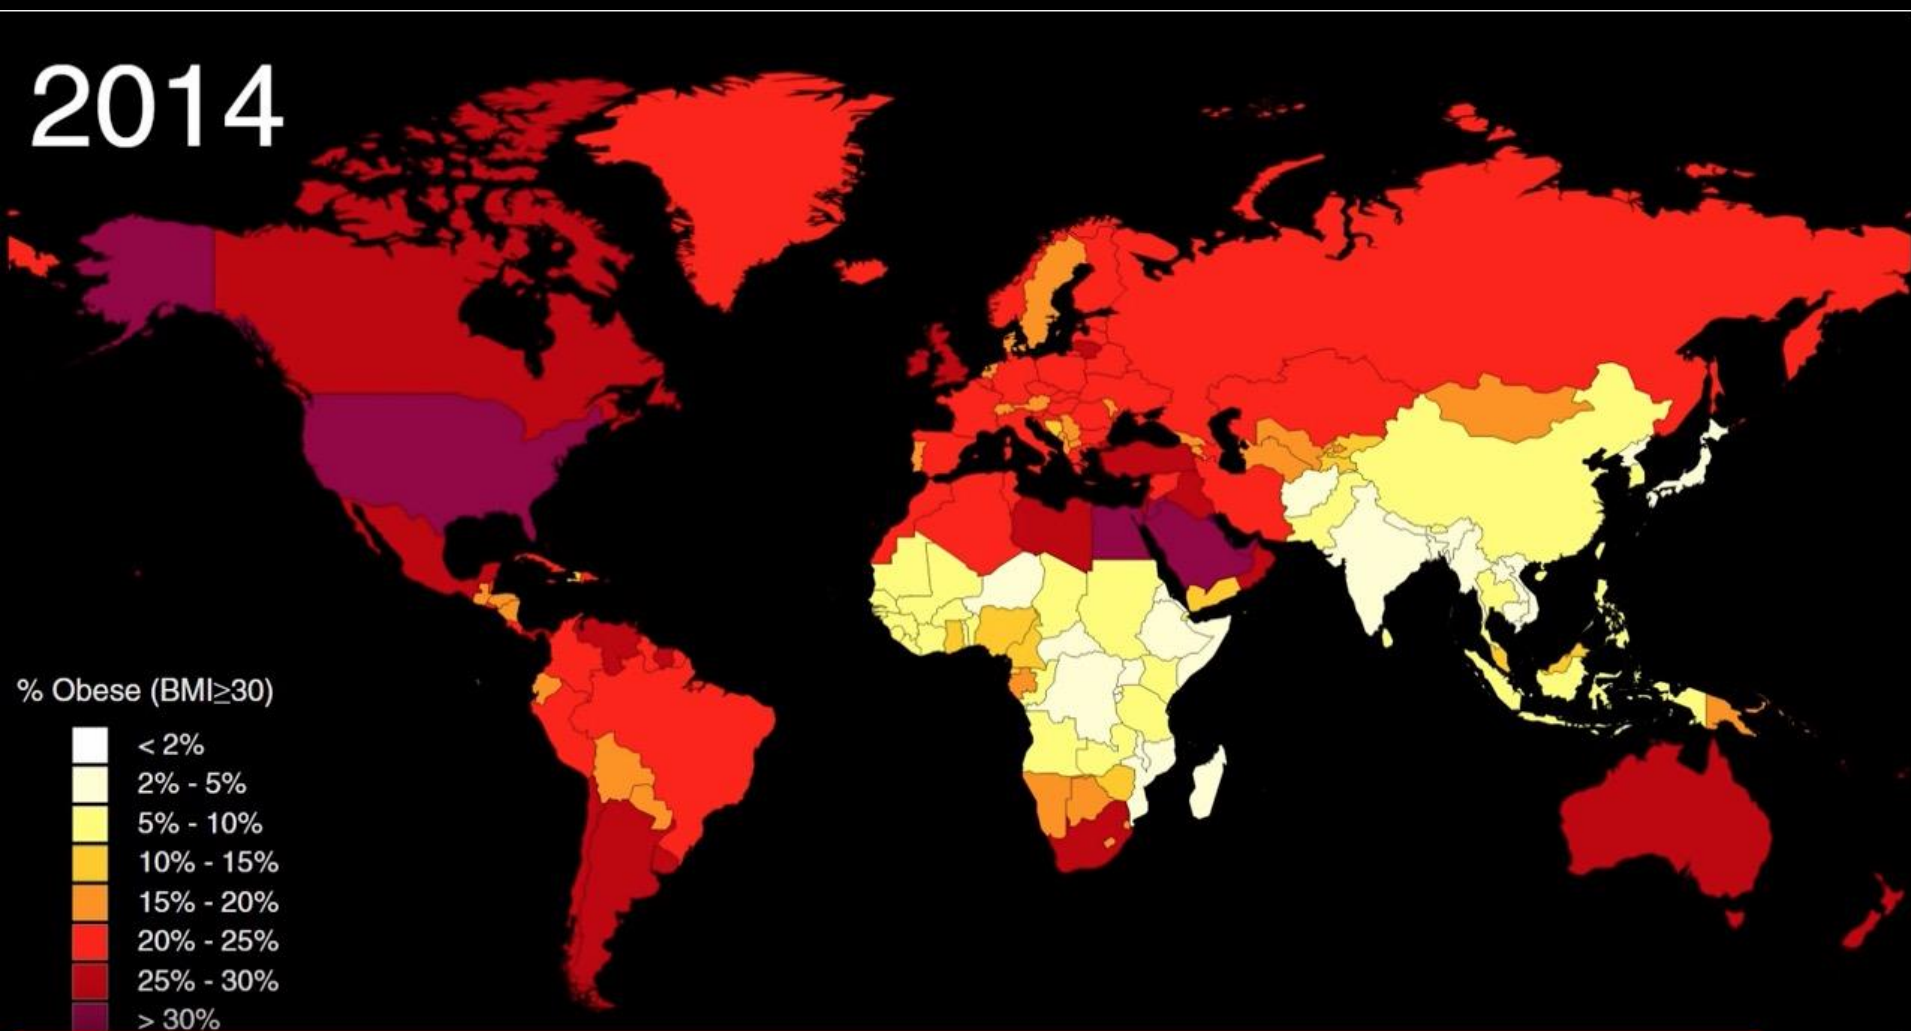 2014
% Obese (BMI≥30)
< 2%
2% - 5%
5% - 10%
10% - 15%
15% - 20%
20% - 25%
25% - 30%
> 30%